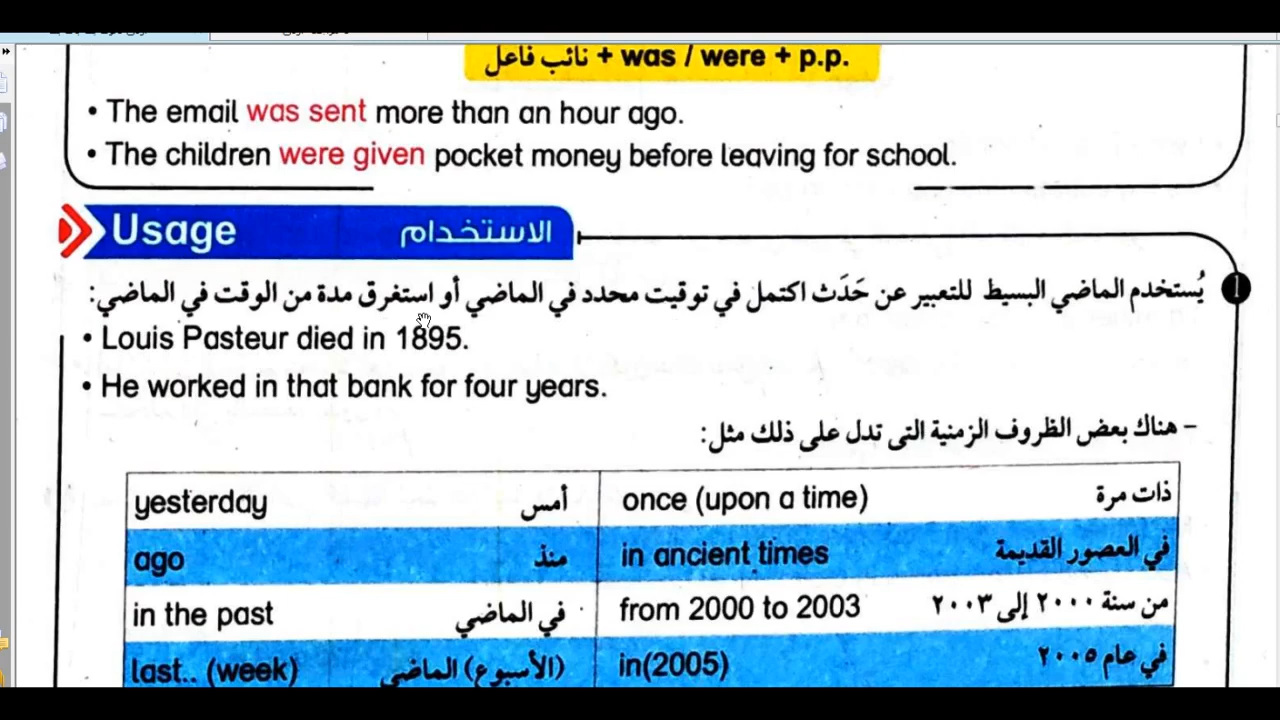 نائب فاعل + was / were + p.p.
• The email was sent more than an hour ago.
• The children were given pocket money before leaving for school.
Usage الاستخدام
1 يُستخدم الماضي البسيط للتعبير عن حَدَث اكتمل في توقيت محدد في الماضي أو استغرق مدة من الوقت في الماضي:
• Louis Pasteur died in 1895.
• He worked in that bank for four years.
– هناك بعض الظروف الزمنية التى تدل على ذلك مثل:
yesterday أمس once (upon a time) ذات مرة
ago منذ in ancient times في العصور القديمة
in the past في الماضي from 2000 to 2003 من سنة ٢٠٠٠ إلى ٢٠٠٣
last.. (week) (الأسبوع) الماضي in(2005) في عام ٢٠٠٥